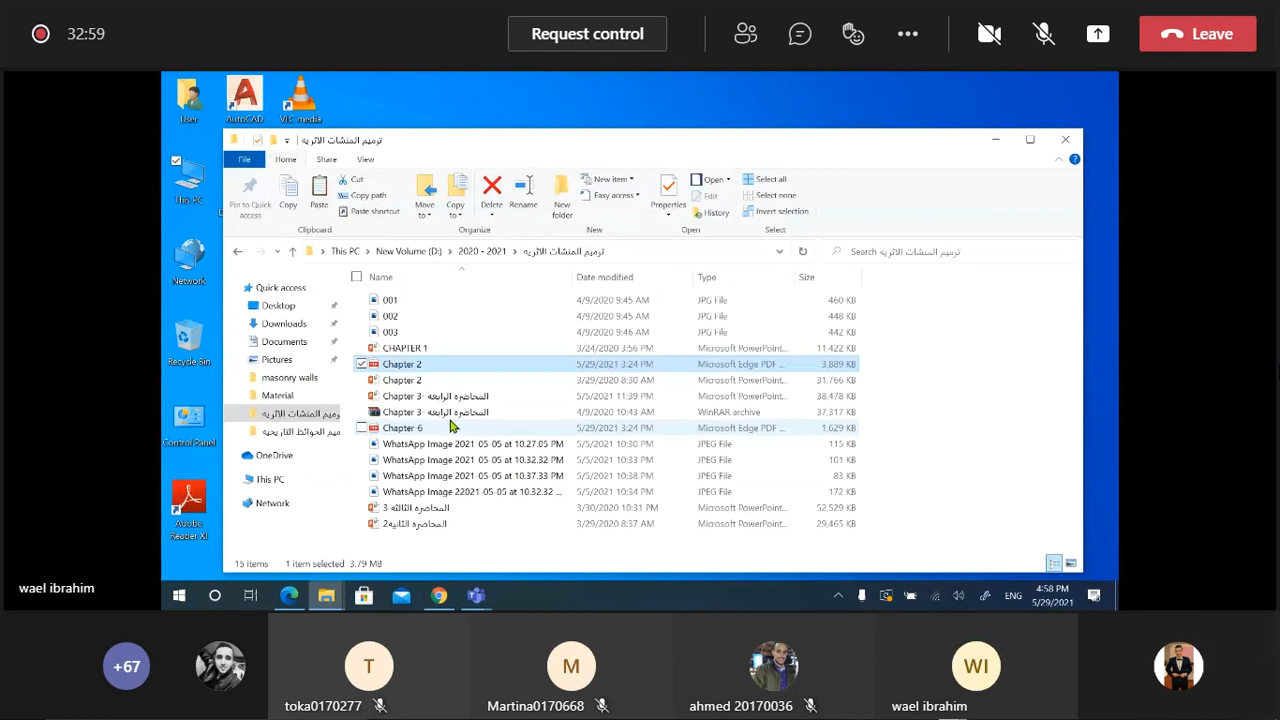 32:59
Request control
Leave
User
AutoCAD
VLC media
This PC
Network
Recycle Bin
Control Panel
Adobe
Reader XI
ترميم المنشات الاثريه
File
Home
Share
View
Pin to Quick
access
Copy
Paste
Cut
Copy path
Paste shortcut
Clipboard
Move
to
Copy
to
Delete
Rename
Organize
New
folder
New item
Easy access
New
Properties
Open
Edit
History
Open
Select all
Select none
Invert selection
Select
This PC
New Volume (D:)
2020 - 2021
ترميم المنشات الاثريه
Search ترميم المنشات الاثريه
Quick access
Desktop
Downloads
Documents
Pictures
masonry walls
Material
ترميم المنشات الاثريه
ميم الحوائط التاريخيه
OneDrive
This PC
Network
Name Date modified Type Size
001 4/9/2020 9:45 AM JPG File 460 KB
002 4/9/2020 9:45 AM JPG File 448 KB
003 4/9/2020 9:46 AM JPG File 442 KB
CHAPTER 1 3/24/2020 3:56 PM Microsoft PowerPoint... 11,422 KB
Chapter 2 5/29/2021 3:24 PM Microsoft Edge PDF ... 3,889 KB
Chapter 2 3/29/2020 8:30 AM Microsoft PowerPoint... 31,766 KB
Chapter 3- المحاضره الرابعه 5/5/2021 11:39 PM Microsoft PowerPoint... 38,478 KB
Chapter 3- المحاضره الرابعه 4/9/2020 10:43 AM WinRAR archive 37,317 KB
Chapter 6 5/29/2021 3:24 PM Microsoft Edge PDF ... 1,629 KB
WhatsApp Image 2021-05-05 at 10.27.05 PM 5/5/2021 10:30 PM JPEG File 115 KB
WhatsApp Image 2021-05-05 at 10.32.32 PM 5/5/2021 10:33 PM JPEG File 101 KB
WhatsApp Image 2021-05-05 at 10.37.33 PM 5/5/2021 10:37 PM JPEG File 83 KB
WhatsApp Image 22021-05-05 at 10.32.32 ... 5/5/2021 10:34 PM JPEG File 172 KB
المحاضره الثالثه 3 3/30/2020 10:31 PM Microsoft PowerPoint... 52,529 KB
المحاضره الثانيه2 3/29/2020 8:37 AM Microsoft PowerPoint... 29,465 KB
15 items 1 item selected 3.79 MB
ENG
4:58 PM
5/29/2021
wael ibrahim
+67
T
toka0170277
M
Martina0170668
ahmed 20170036
WI
wael ibrahim